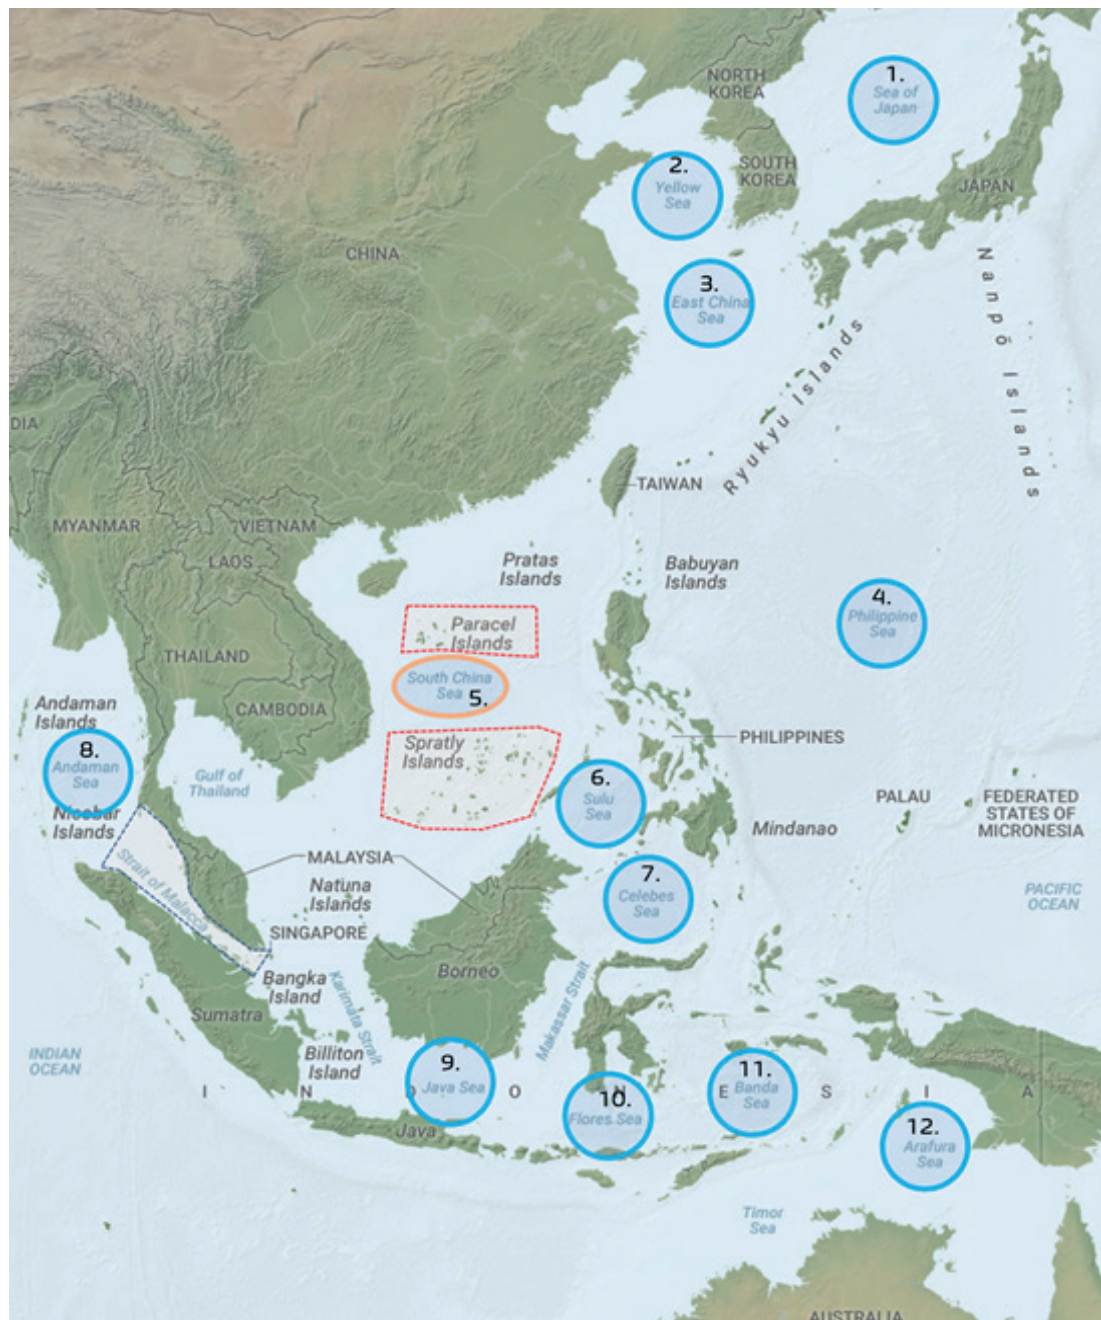 1.
Sea of
Japan
NORTH
KOREA
2.
Yellow
Sea
SOUTH
KOREA
JAPAN
CHINA
3.
East China
Sea
Nanpō Islands
Ryukyu Islands
DIA
TAIWAN
MYANMAR
VIETNAM
LAOS
Pratas
Islands
Babuyan
Islands
4.
Philippine
Sea
Paracel
Islands
THAILAND
South China
Sea 5.
CAMBODIA
Andaman
Islands
8.
Andaman
Sea
Nicobar
Islands
Gulf of
Thailand
Spratly
Islands
PHILIPPINES
6.
Sulu
Sea
PALAU
FEDERATED
STATES OF
MICRONESIA
Mindanao
MALAYSIA
Strait of Malacca
Natuna
Islands
7.
Celebes
Sea
PACIFIC
OCEAN
SINGAPORE
Bangka
Island
Karimata Strait
Borneo
Makassar Strait
Sumatra
INDIAN
OCEAN
Billiton
Island
9.
Java Sea
10.
Flores Sea
11.
Banda
Sea
INDONESIA
12.
Arafura
Sea
Java
Timor
Sea
AUSTRALIA